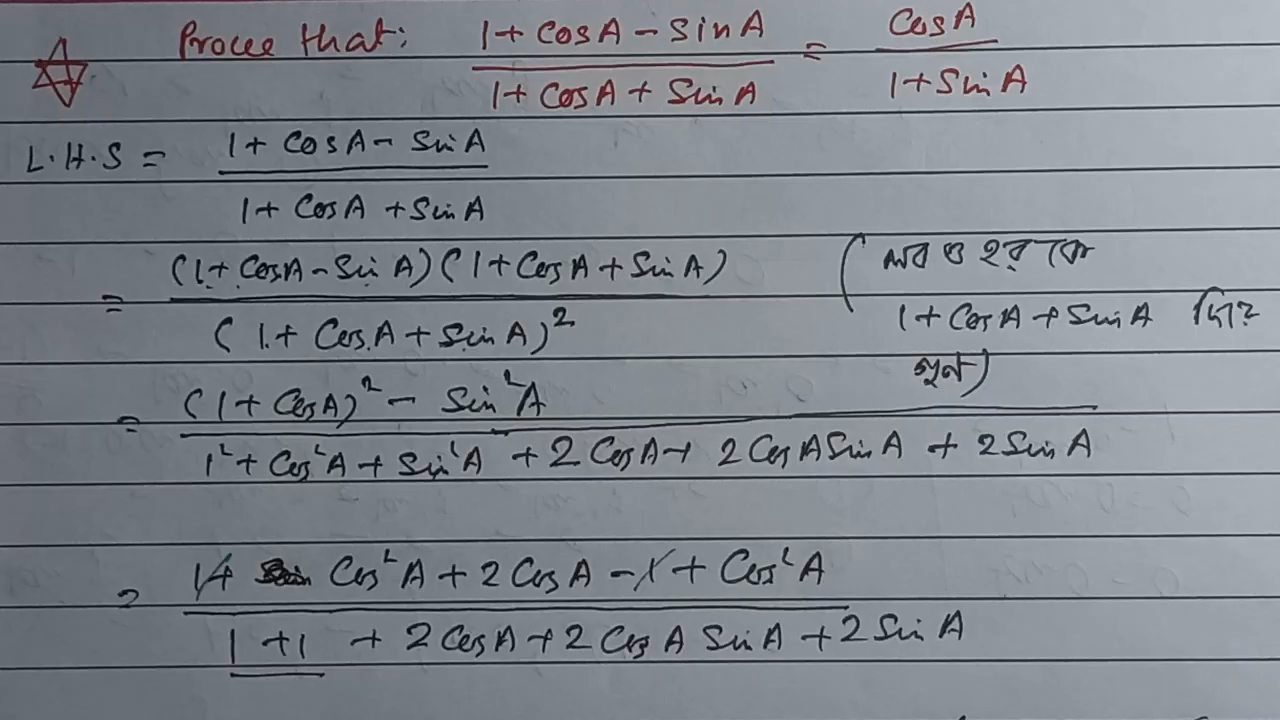 Prove that: (1 + CosA - SinA)/(1 + CosA + SinA) = CosA/(1 + SinA)
L.H.S = (1 + CosA - SinA)/(1 + CosA + SinA)
= (1 + CosA - SinA)(1 + CosA + SinA)/(1 + CosA + SinA)² (লব ও হর কে
1 + CosA + SinA দিয়ে
গুন)
= ((1 + CosA)² - Sin²A)/(1² + Cos²A + Sin²A + 2CosA + 2CosASinA + 2SinA)
= (1 + Cos²A + 2CosA - 1 + Cos²A)/(1 + 1 + 2CosA + 2CosA SinA + 2SinA)